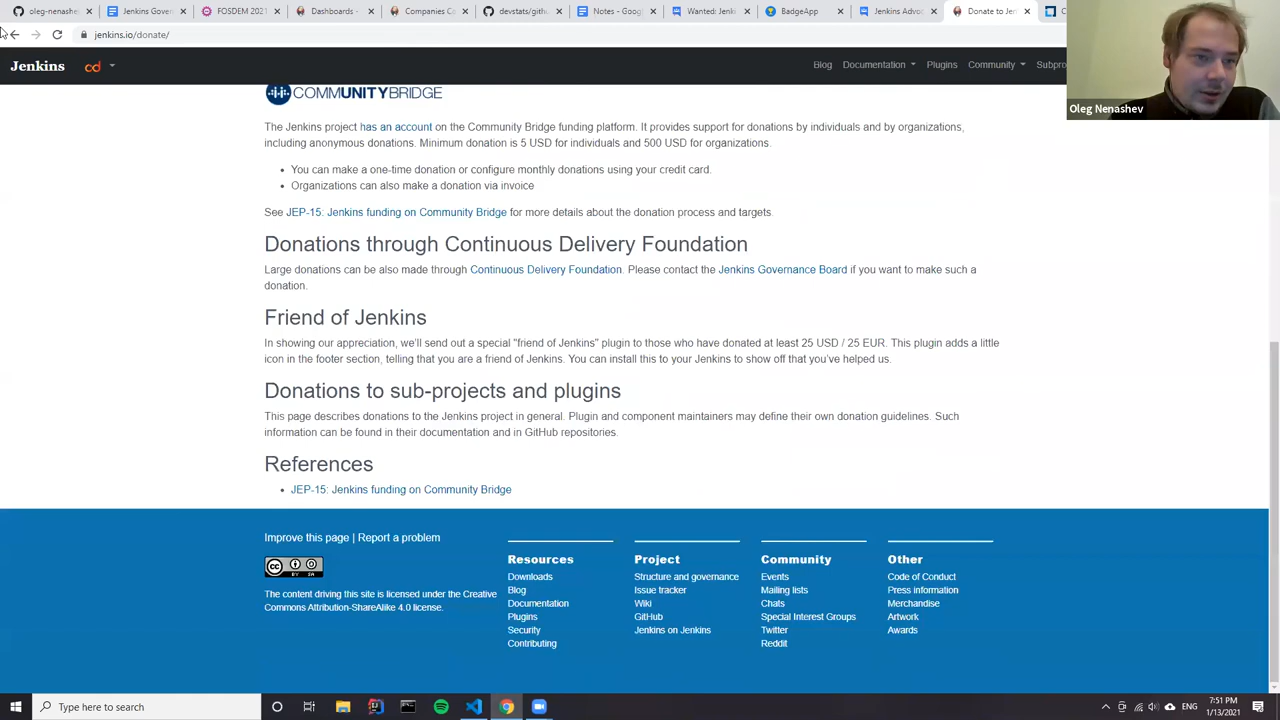 oleg-nenashev
Jenkins Gover
FOSDEM 2021
Dashboards -
Companies Co
devstats/githu
Notes - Goog
BadgeApp
Jenkins Advoc
Donate to Jen
C
jenkins.io/donate/
Jenkins
cd
Blog
Documentation
Plugins
Community
Subpro
Oleg Nenashev
COMMUNITYBRIDGE
The Jenkins project has an account on the Community Bridge funding platform. It provides support for donations by individuals and by organizations,
including anonymous donations. Minimum donation is 5 USD for individuals and 500 USD for organizations.
• You can make a one-time donation or configure monthly donations using your credit card.
• Organizations can also make a donation via invoice
See JEP-15: Jenkins funding on Community Bridge for more details about the donation process and targets.
Donations through Continuous Delivery Foundation
Large donations can be also made through Continuous Delivery Foundation. Please contact the Jenkins Governance Board if you want to make such a
donation.
Friend of Jenkins
In showing our appreciation, we'll send out a special "friend of Jenkins" plugin to those who have donated at least 25 USD / 25 EUR. This plugin adds a little
icon in the footer section, telling that you are a friend of Jenkins. You can install this to your Jenkins to show off that you've helped us.
Donations to sub-projects and plugins
This page describes donations to the Jenkins project in general. Plugin and component maintainers may define their own donation guidelines. Such
information can be found in their documentation and in GitHub repositories.
References
• JEP-15: Jenkins funding on Community Bridge
Improve this page | Report a problem
cc
BY SA
The content driving this site is licensed under the Creative
Commons Attribution-ShareAlike 4.0 license.
Resources
Downloads
Blog
Documentation
Plugins
Security
Contributing
Project
Structure and governance
Issue tracker
Wiki
GitHub
Jenkins on Jenkins
Community
Events
Mailing lists
Chats
Special Interest Groups
Twitter
Reddit
Other
Code of Conduct
Press information
Merchandise
Artwork
Awards
Type here to search
ENG
7:51 PM
1/13/2021